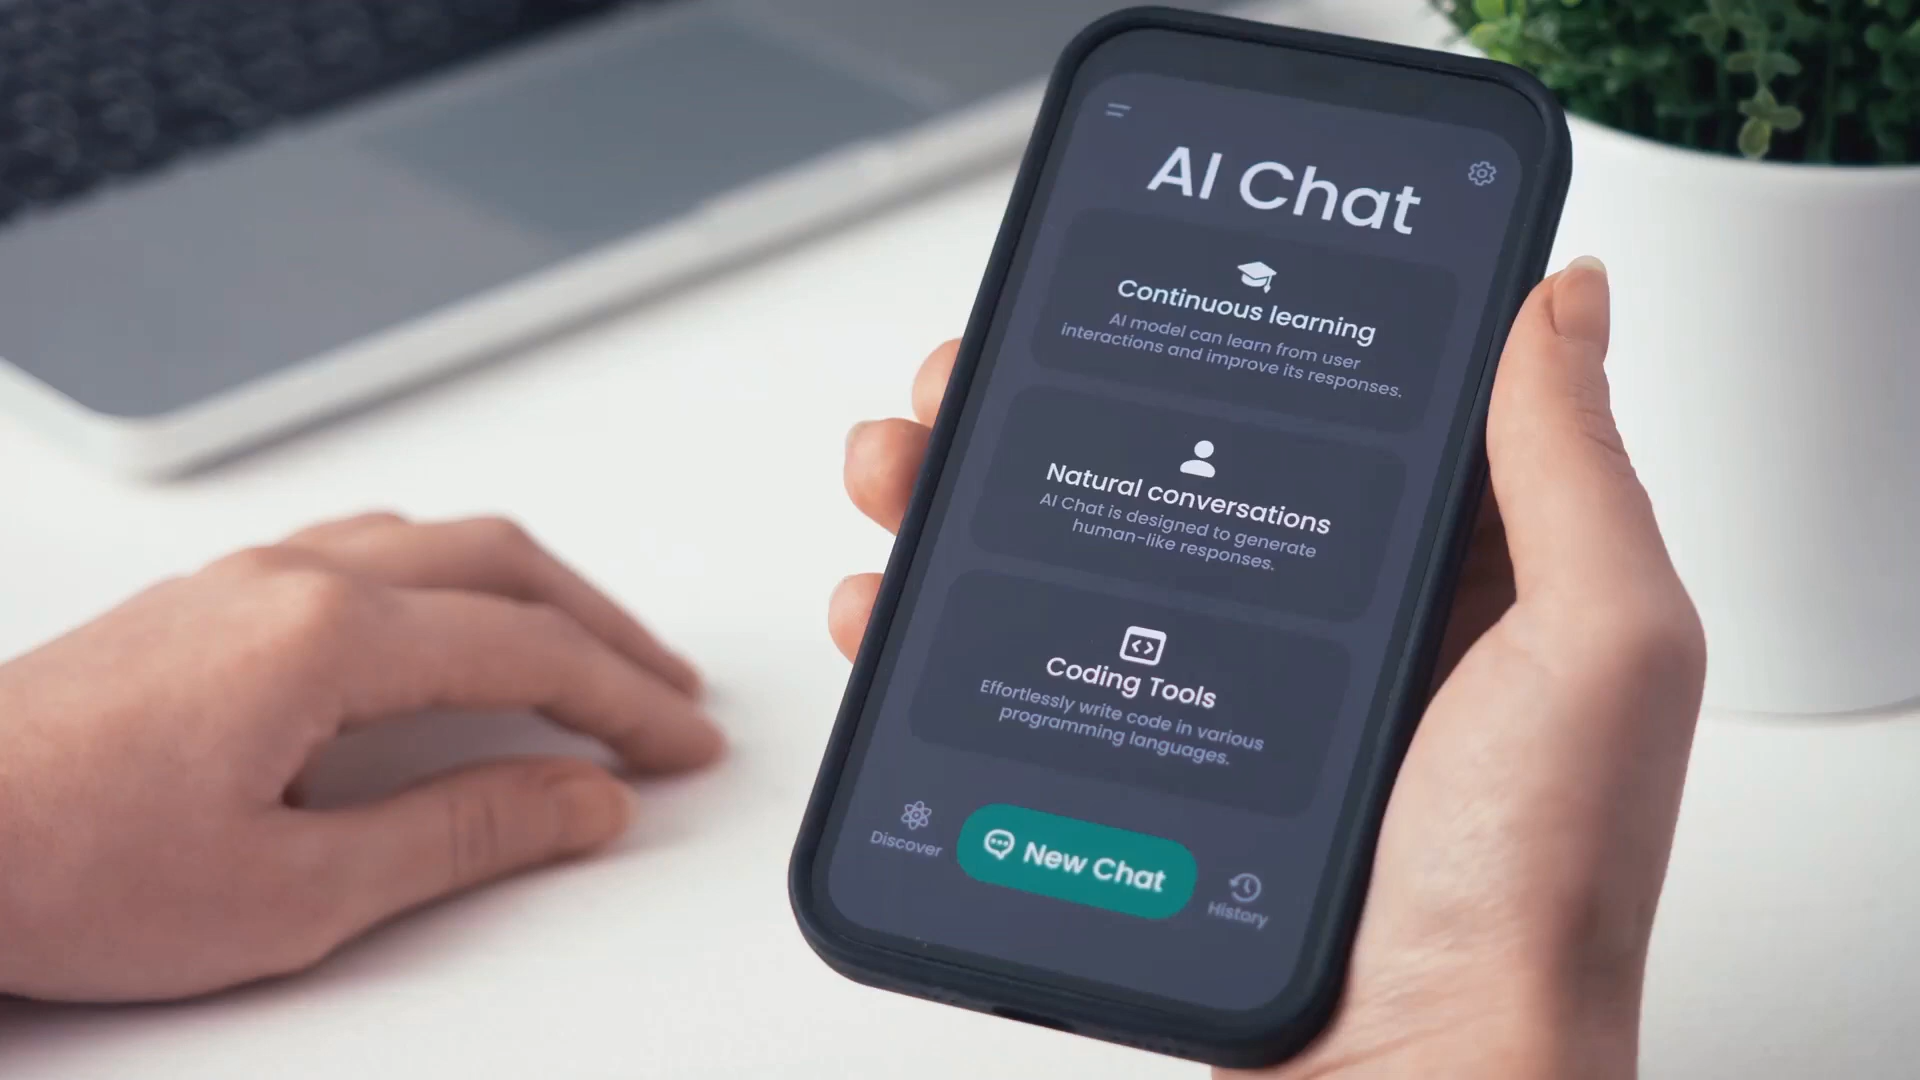 AI Chat
Continuous learning
AI model can learn from user
interactions and improve its responses.
Natural conversations
AI Chat is designed to generate
human-like responses.
Coding Tools
Effortlessly write code in various
programming languages.
Discover
New Chat
History